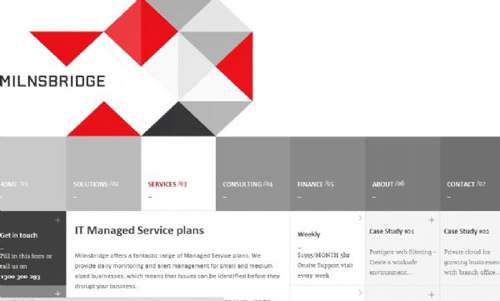 MILNSBRIDGE
HOME /01
SOLUTIONS /02
SERVICES /03
CONSULTING /04
FINANCE /05
ABOUT /06
CONTACT /07
Get in touch
Fill in this form or
call us on
1300 300 293
IT Managed Service plans
Milnsbridge offers a fantastic range of Managed Service plans. We
provide daily monitoring and alert management for small and medium
sized businesses, which means that issues can be identified before they
disrupt your business.
Weekly
$1995/MONTH 5hr
Onsite Support visit
every week
Case Study #01
Fortigate web filtering -
Create a worksafe
environment...
Case Study #05
Private cloud for
growing businesses
with branch office...